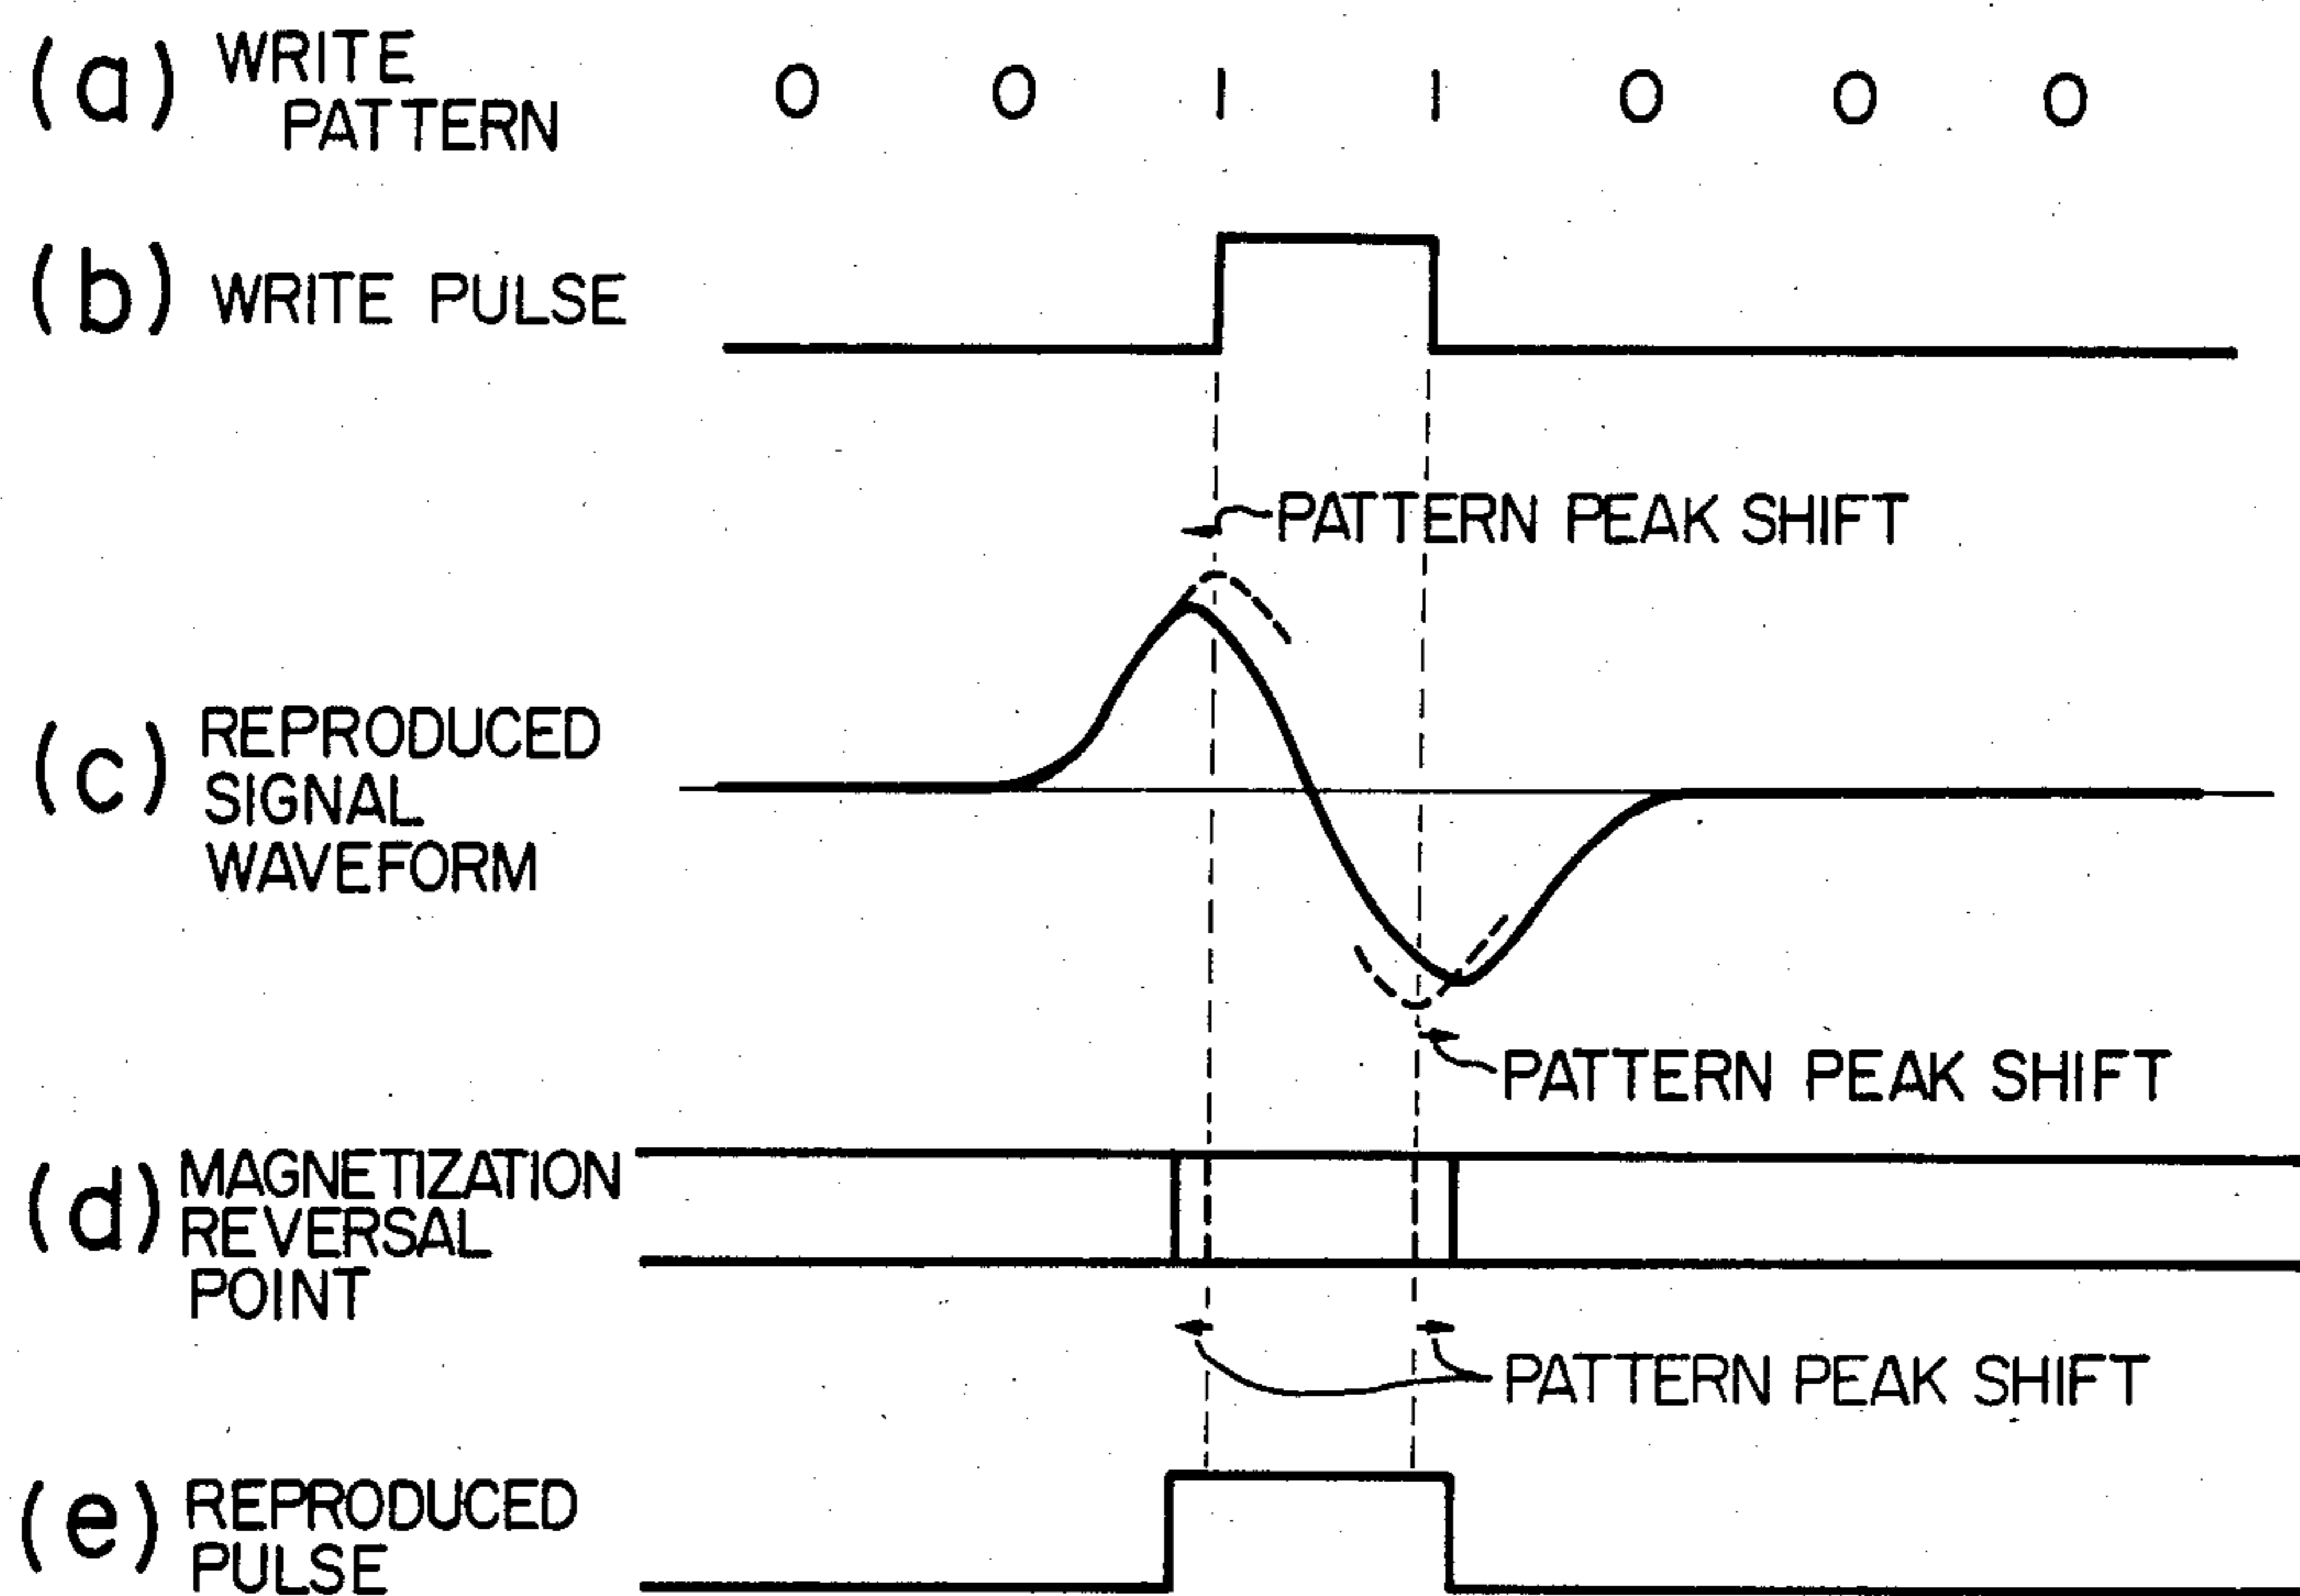 (a) WRITE
PATTERN
0 0 1 1 0 0 0
(b) WRITE PULSE
PATTERN PEAK SHIFT
(c) REPRODUCED
SIGNAL
WAVEFORM
PATTERN PEAK SHIFT
(d) MAGNETIZATION
REVERSAL
POINT
PATTERN PEAK SHIFT
(e) REPRODUCED
PULSE